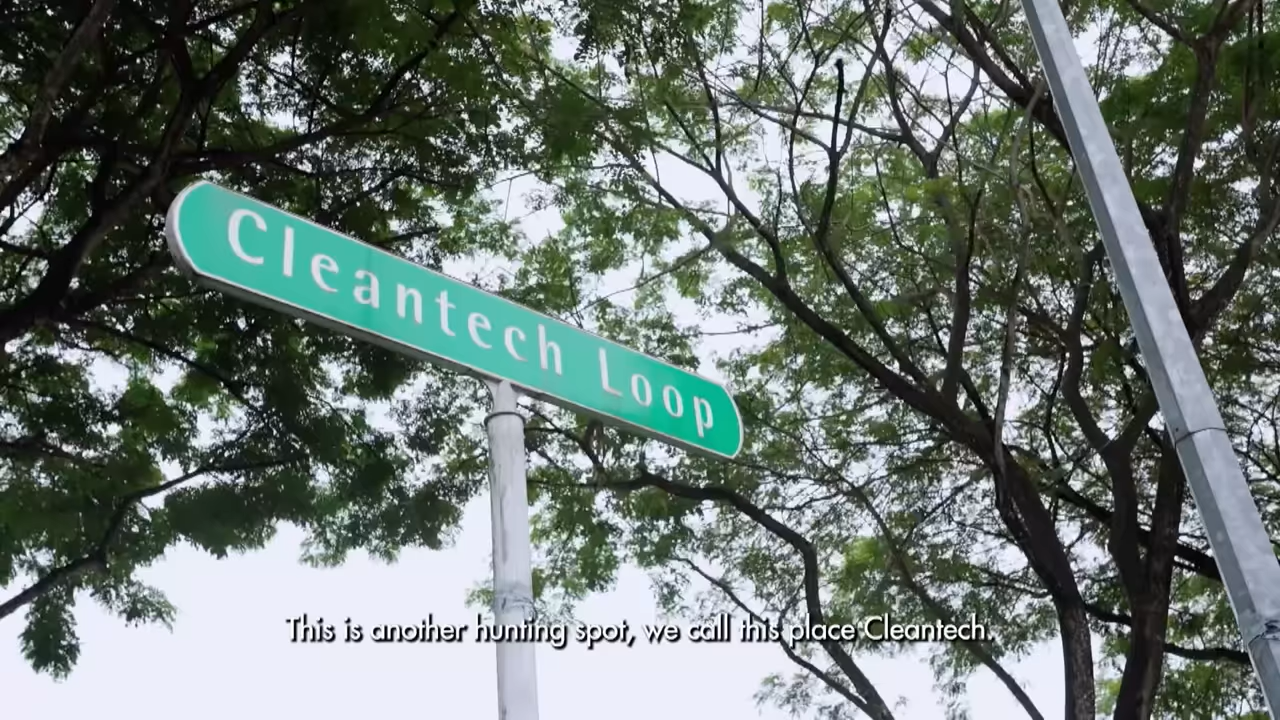 Cleantech Loop
This is another hunting spot, we call this place Cleantech.